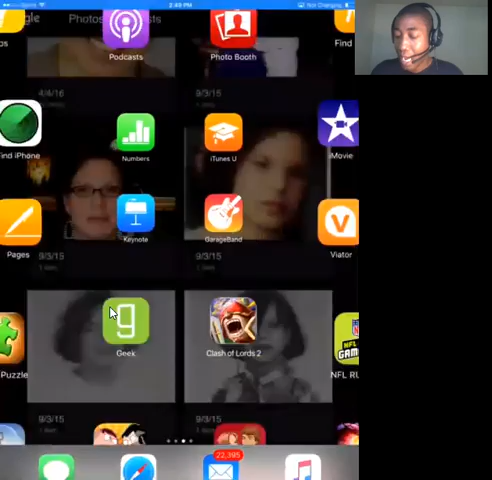 2:49 PM
Not Charging
Podcasts
Photo Booth
Find
4/4/16
9/3/15
Find iPhone
Numbers
iTunes U
iMovie
Pages
Keynote
GarageBand
Viator
9/3/15
9/3/15
g
Puzzle
Geek
Clash of Lords 2
NFL RU
9/3/15
9/3/15
22,395